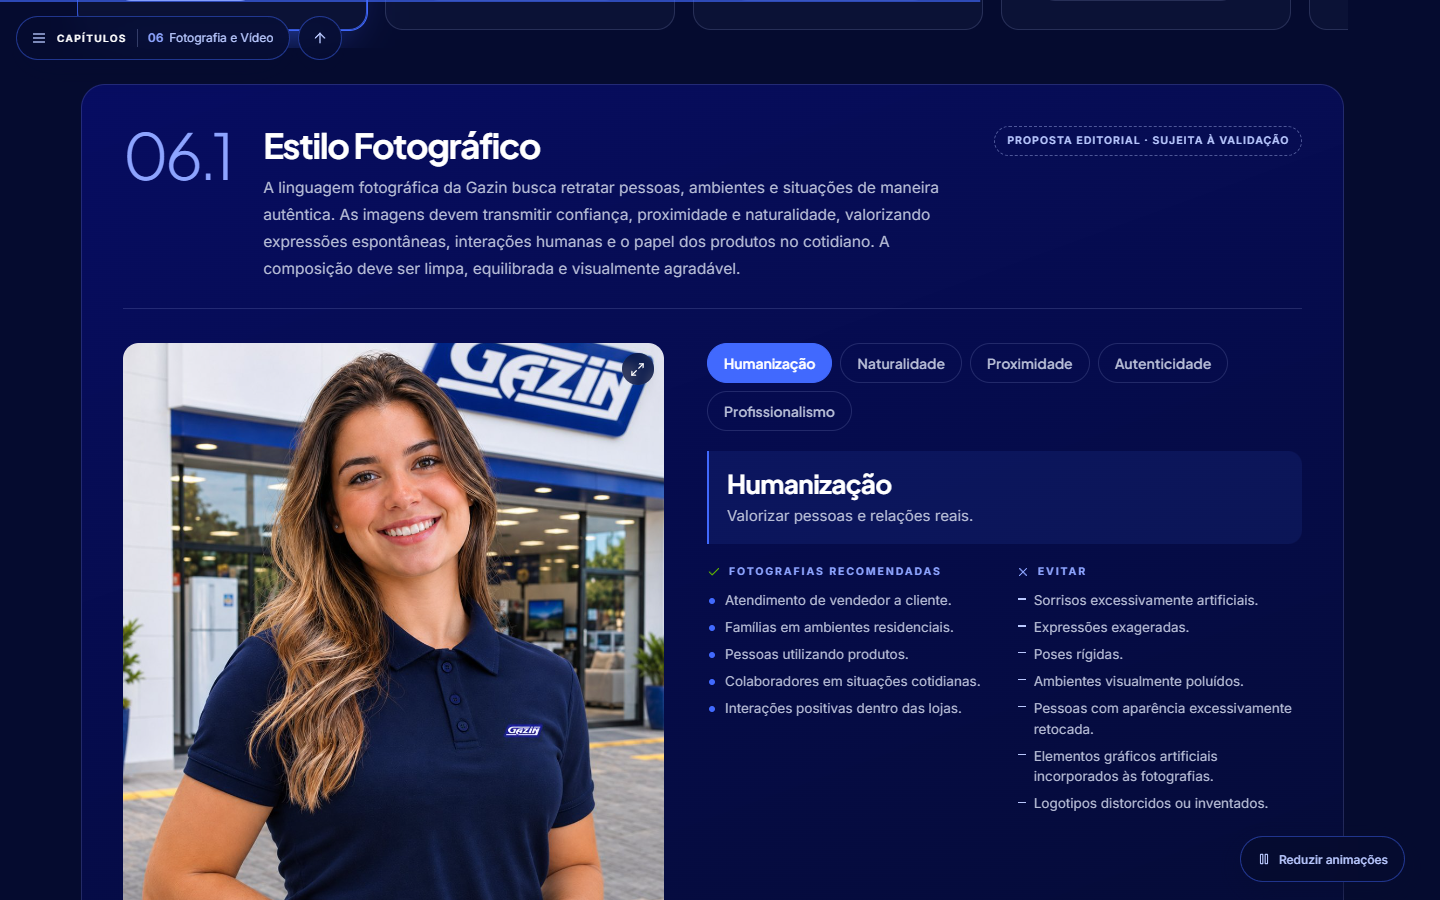 CAPÍTULOS
06 Fotografia e Vídeo
06.1
Estilo Fotográfico
PROPOSTA EDITORIAL · SUJEITA À VALIDAÇÃO
A linguagem fotográfica da Gazin busca retratar pessoas, ambientes e situações de maneira
autêntica. As imagens devem transmitir confiança, proximidade e naturalidade, valorizando
expressões espontâneas, interações humanas e o papel dos produtos no cotidiano. A
composição deve ser limpa, equilibrada e visualmente agradável.
GAZIN
GAZIN
Humanização
Naturalidade
Proximidade
Autenticidade
Profissionalismo
Humanização
Valorizar pessoas e relações reais.
FOTOGRAFIAS RECOMENDADAS
Atendimento de vendedor a cliente.
Famílias em ambientes residenciais.
Pessoas utilizando produtos.
Colaboradores em situações cotidianas.
Interações positivas dentro das lojas.
EVITAR
Sorrisos excessivamente artificiais.
Expressões exageradas.
Poses rígidas.
Ambientes visualmente poluídos.
Pessoas com aparência excessivamente
retocada.
Elementos gráficos artificiais
incorporados às fotografias.
Logotipos distorcidos ou inventados.
Reduzir animações